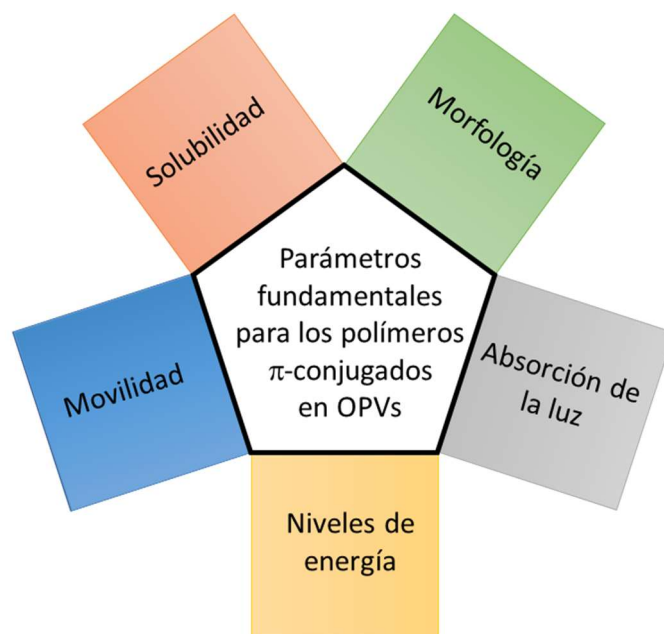 Solubilidad
Morfología
Parámetros
fundamentales
para los polímeros
π-conjugados
en OPVs
Movilidad
Absorción de
la luz
Niveles de
energía